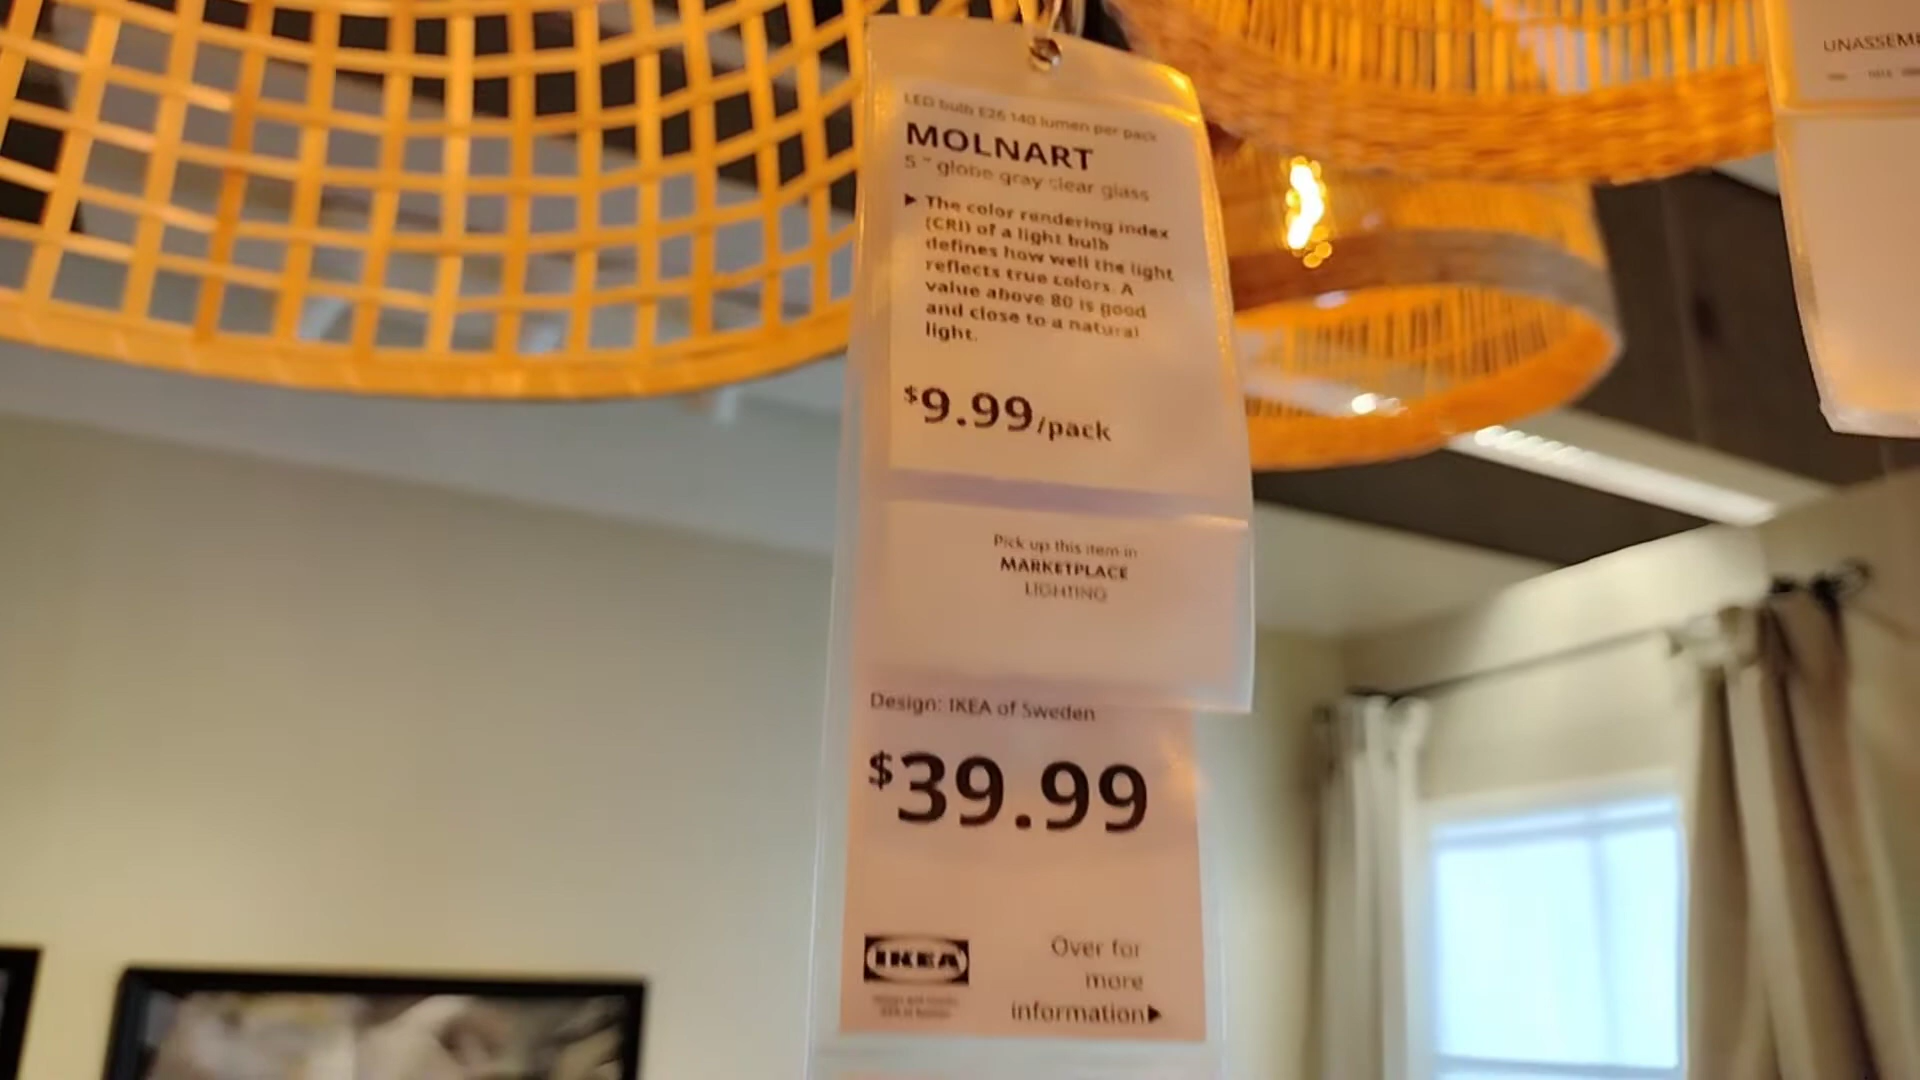 LED bulb E26 140 lumen per pack
MOLNART
5 " globe gray clear glass
▶ The color rendering index
(CRI) of a light bulb
defines how well the light
reflects true colors. A
value above 80 is good
and close to a natural
light.
$9.99/pack
Pick up this item in
MARKETPLACE
LIGHTING
Design: IKEA of Sweden
$39.99
IKEA
Over for
more
information▶